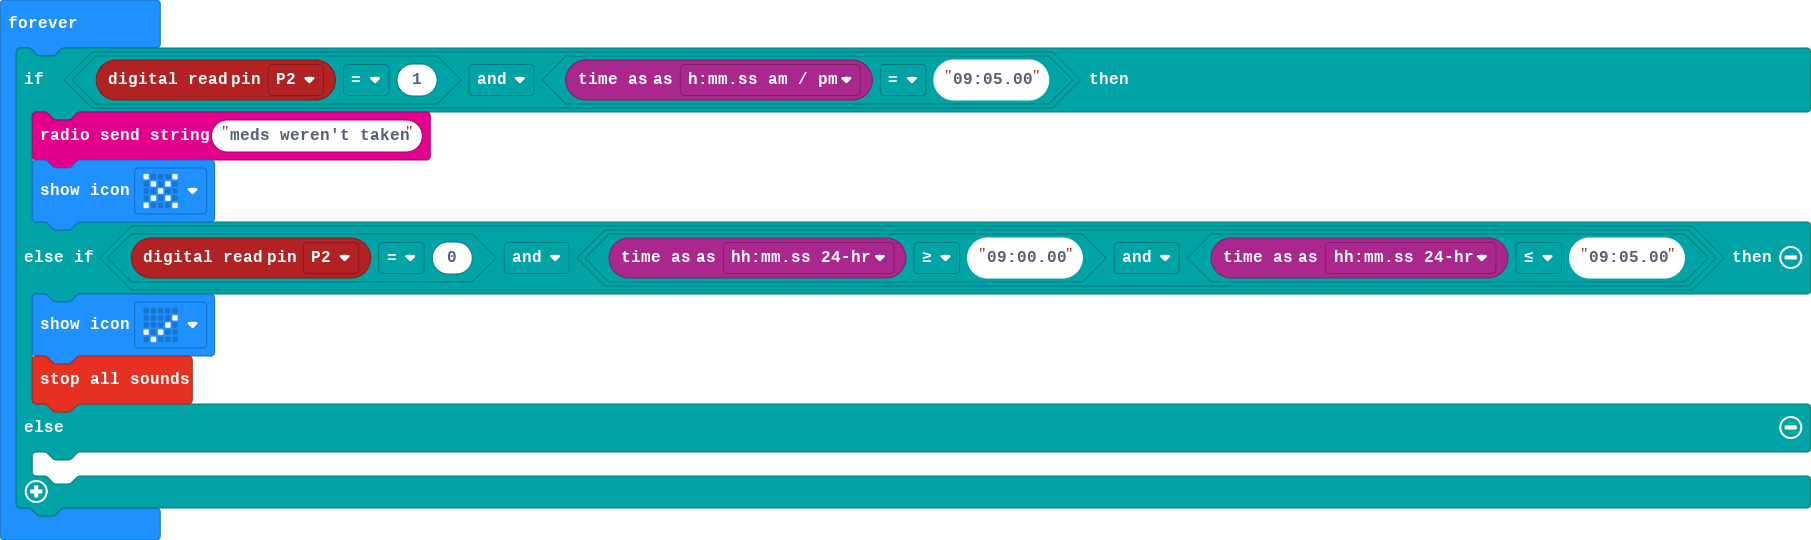 forever
if digital read pin P2 = 1 and time as as h:mm.ss am / pm = "09:05.00" then
radio send string "meds weren't taken"
show icon
else if digital read pin P2 = 0 and time as as hh:mm.ss 24-hr ≥ "09:00.00" and time as as hh:mm.ss 24-hr ≤ "09:05.00" then
show icon
stop all sounds
else